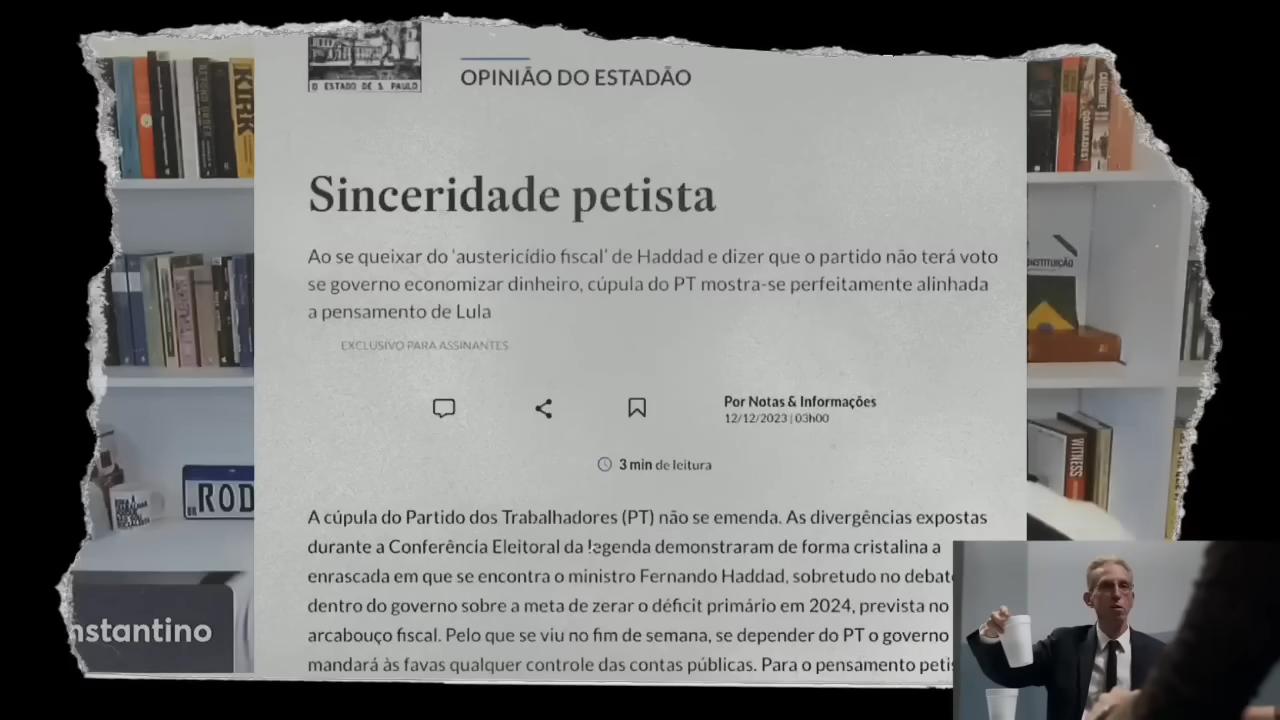 O ESTADO DE S. PAULO
OPINIÃO DO ESTADÃO
Sinceridade petista
Ao se queixar do ‘austericídio fiscal’ de Haddad e dizer que o partido não terá voto
se governo economizar dinheiro, cúpula do PT mostra-se perfeitamente alinhada
a pensamento de Lula
EXCLUSIVO PARA ASSINANTES
Por Notas & Informações
12/12/2023 | 03h00
3 min de leitura
A cúpula do Partido dos Trabalhadores (PT) não se emenda. As divergências expostas
durante a Conferência Eleitoral da legenda demonstraram de forma cristalina a
enrascada em que se encontra o ministro Fernando Haddad, sobretudo no debat
dentro do governo sobre a meta de zerar o déficit primário em 2024, prevista no
arcabouço fiscal. Pelo que se viu no fim de semana, se depender do PT o governo
mandará às favas qualquer controle das contas públicas. Para o pensamento peti
KIRK
COMRADES!
NSTITUIÇÃO
WITNESS
ROD
nstantino